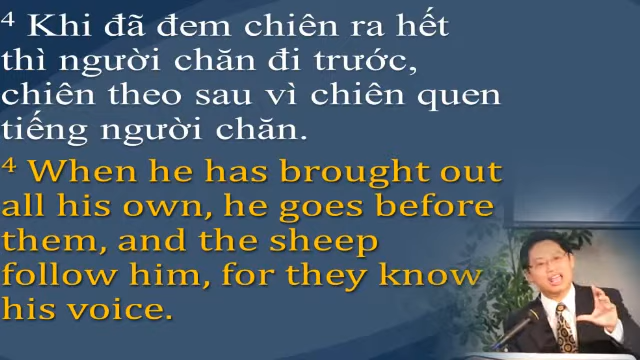 4 Khi đã đem chiên ra hết
thì người chăn đi trước,
chiên theo sau vì chiên quen
tiếng người chăn.
4 When he has brought out
all his own, he goes before
them, and the sheep
follow him, for they know
his voice.